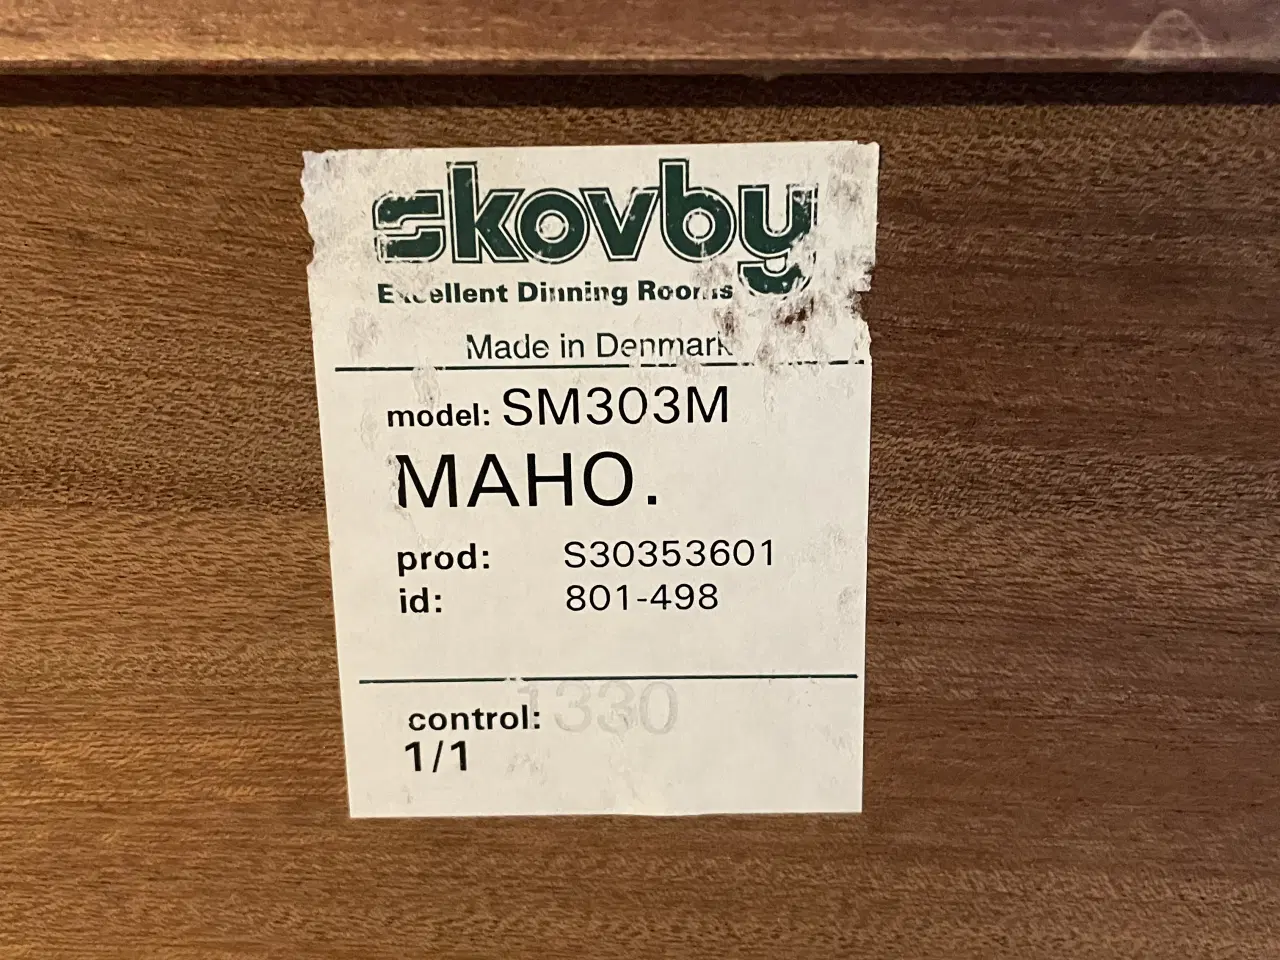 skovby
Excellent Dinning Rooms
Made in Denmark
model: SM303M
MAHO.
prod: S30353601
id: 801-498
1330
control:
1/1